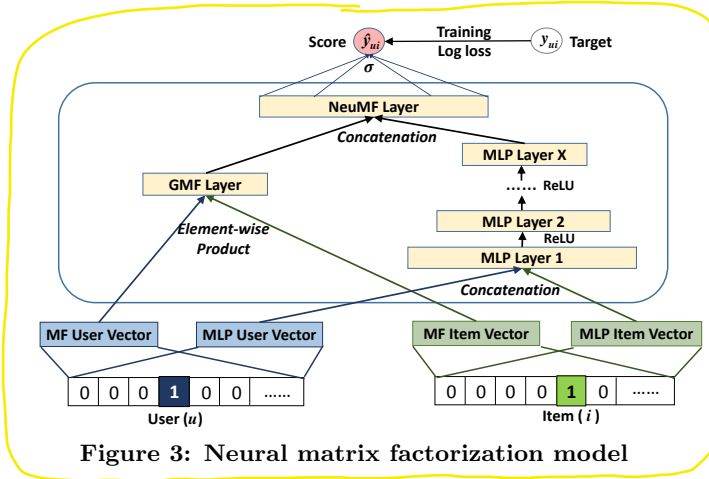 Score ŷui Training yui Target
Log loss
σ
NeuMF Layer
Concatenation
MLP Layer X
GMF Layer
...... ReLU
Element-wise
Product
MLP Layer 2
ReLU
MLP Layer 1
Concatenation
MF User Vector MLP User Vector MF Item Vector MLP Item Vector
0 0 0 1 0 0 ...... 0 0 0 0 1 0 ......
User (u) Item ( i )
Figure 3: Neural matrix factorization model